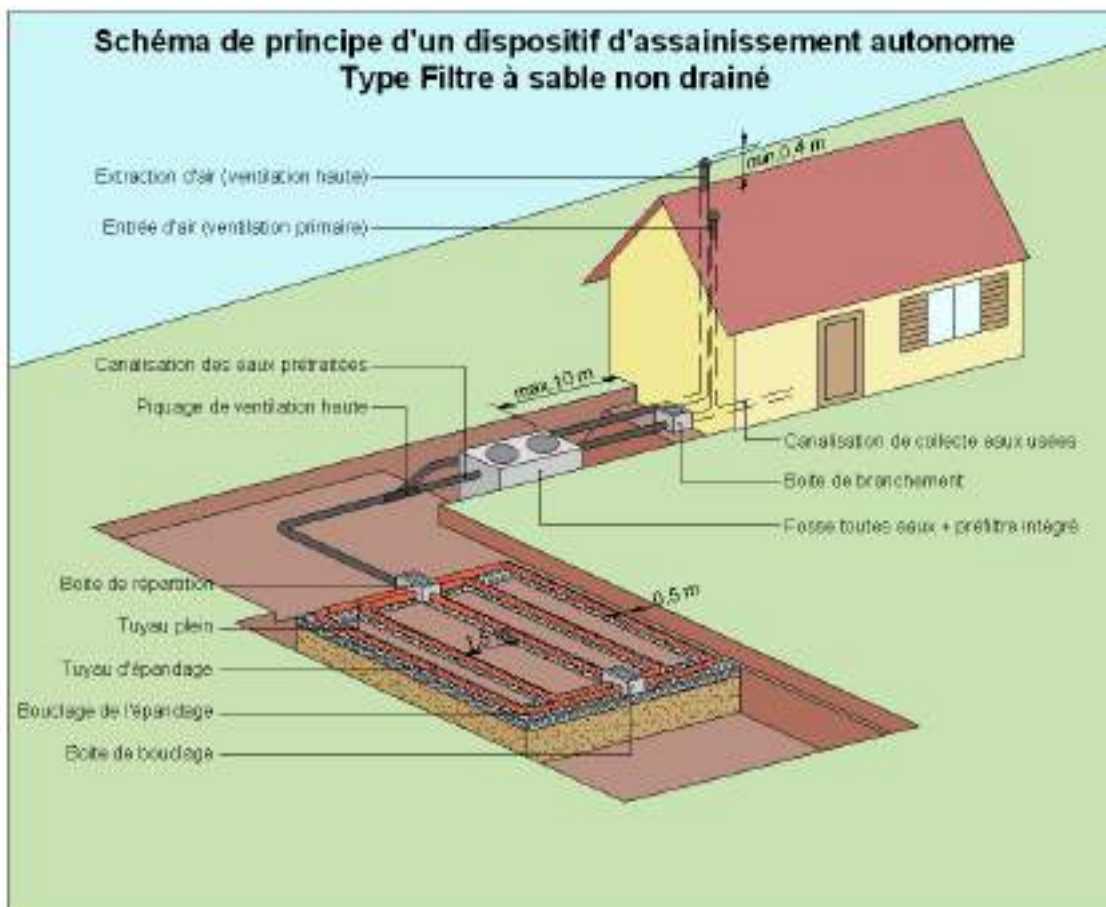 Schéma de principe d'un dispositif d'assainissement autonome
Type Filtre à sable non drainé
min. 0,4 m
Extraction d'air (ventilation haute)
Entrée d'air (ventilation primaire)
Canalisation des eaux prétraitées
max. 10 m
Piquage de ventilation haute
Canalisation de collecte eaux usées
Boite de branchement
Fosse toutes eaux + préfiltre intégré
Boite de répartition
0,5 m
Tuyau plein
Tuyau d'épandage
Bouclage de l'épandage
Boite de bouclage